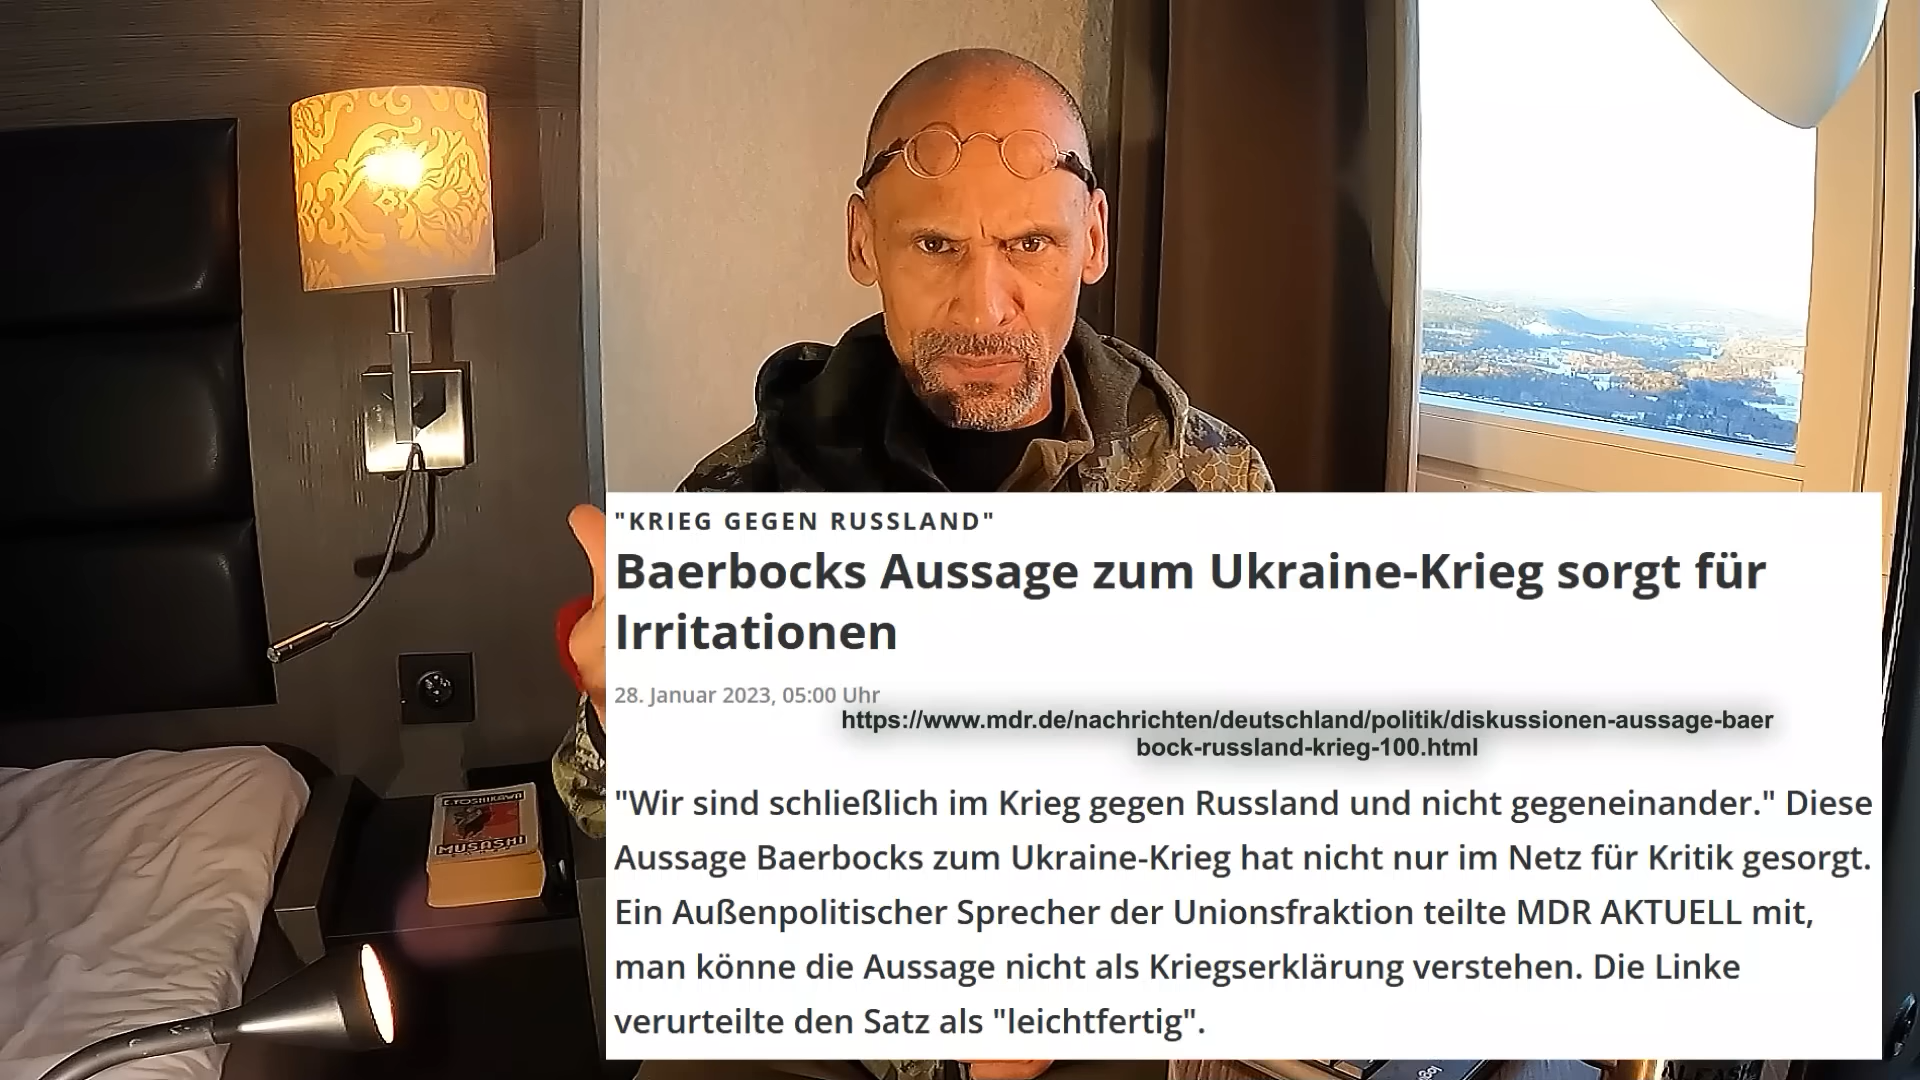 "KRIEG GEGEN RUSSLAND"
Baerbocks Aussage zum Ukraine-Krieg sorgt für
Irritationen
28. Januar 2023, 05:00 Uhr
https://www.mdr.de/nachrichten/deutschland/politik/diskussionen-aussage-baer
bock-russland-krieg-100.html
"Wir sind schließlich im Krieg gegen Russland und nicht gegeneinander." Diese
Aussage Baerbocks zum Ukraine-Krieg hat nicht nur im Netz für Kritik gesorgt.
Ein Außenpolitischer Sprecher der Unionsfraktion teilte MDR AKTUELL mit,
man könne die Aussage nicht als Kriegserklärung verstehen. Die Linke
verurteilte den Satz als "leichtfertig".
E.YOSHIKAWA
MUSASHI